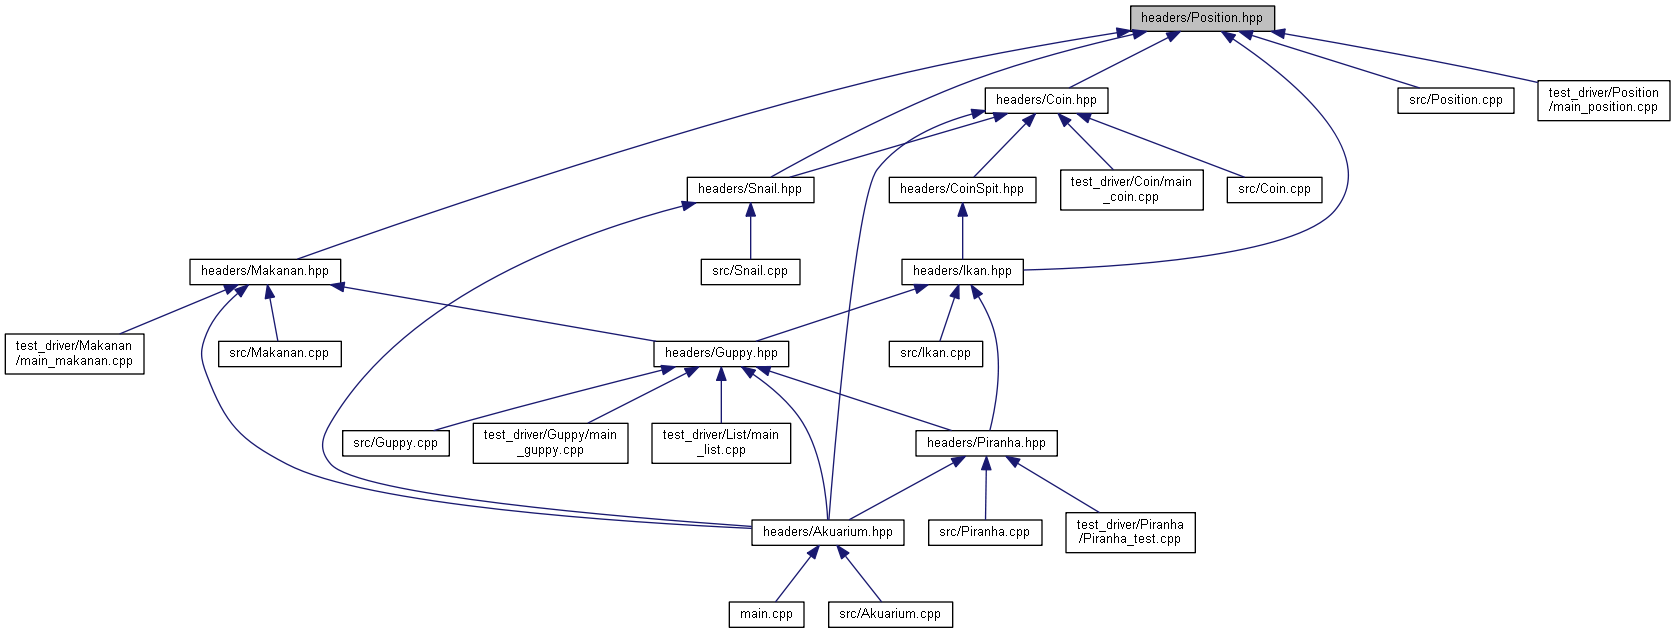 headers/Position.hpp
headers/Coin.hpp
src/Position.cpp
test_driver/Position
/main_position.cpp
headers/Snail.hpp
headers/CoinSpit.hpp
test_driver/Coin/main
_coin.cpp
src/Coin.cpp
headers/Makanan.hpp
src/Snail.cpp
headers/Ikan.hpp
test_driver/Makanan
/main_makanan.cpp
src/Makanan.cpp
headers/Guppy.hpp
src/Ikan.cpp
src/Guppy.cpp
test_driver/Guppy/main
_guppy.cpp
test_driver/List/main
_list.cpp
headers/Piranha.hpp
headers/Akuarium.hpp
src/Piranha.cpp
test_driver/Piranha
/Piranha_test.cpp
main.cpp
src/Akuarium.cpp